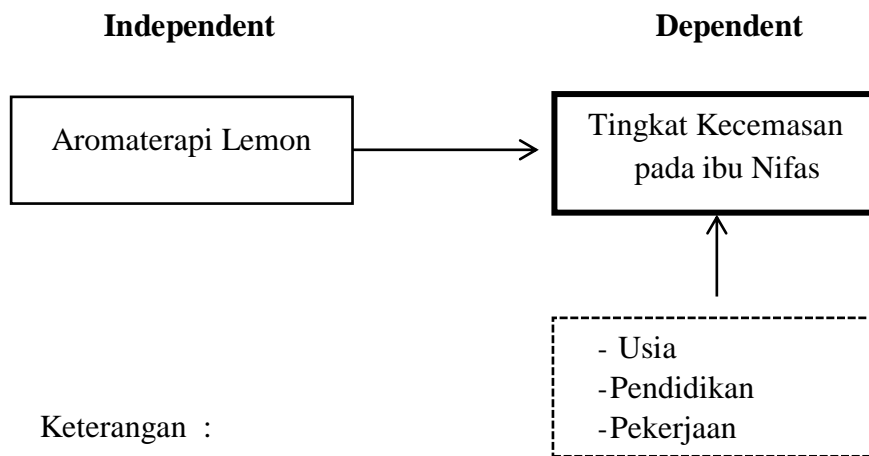 Independent
Dependent
Aromaterapi Lemon
Tingkat Kecemasan
pada ibu Nifas
- Usia
-Pendidikan
-Pekerjaan
Keterangan :